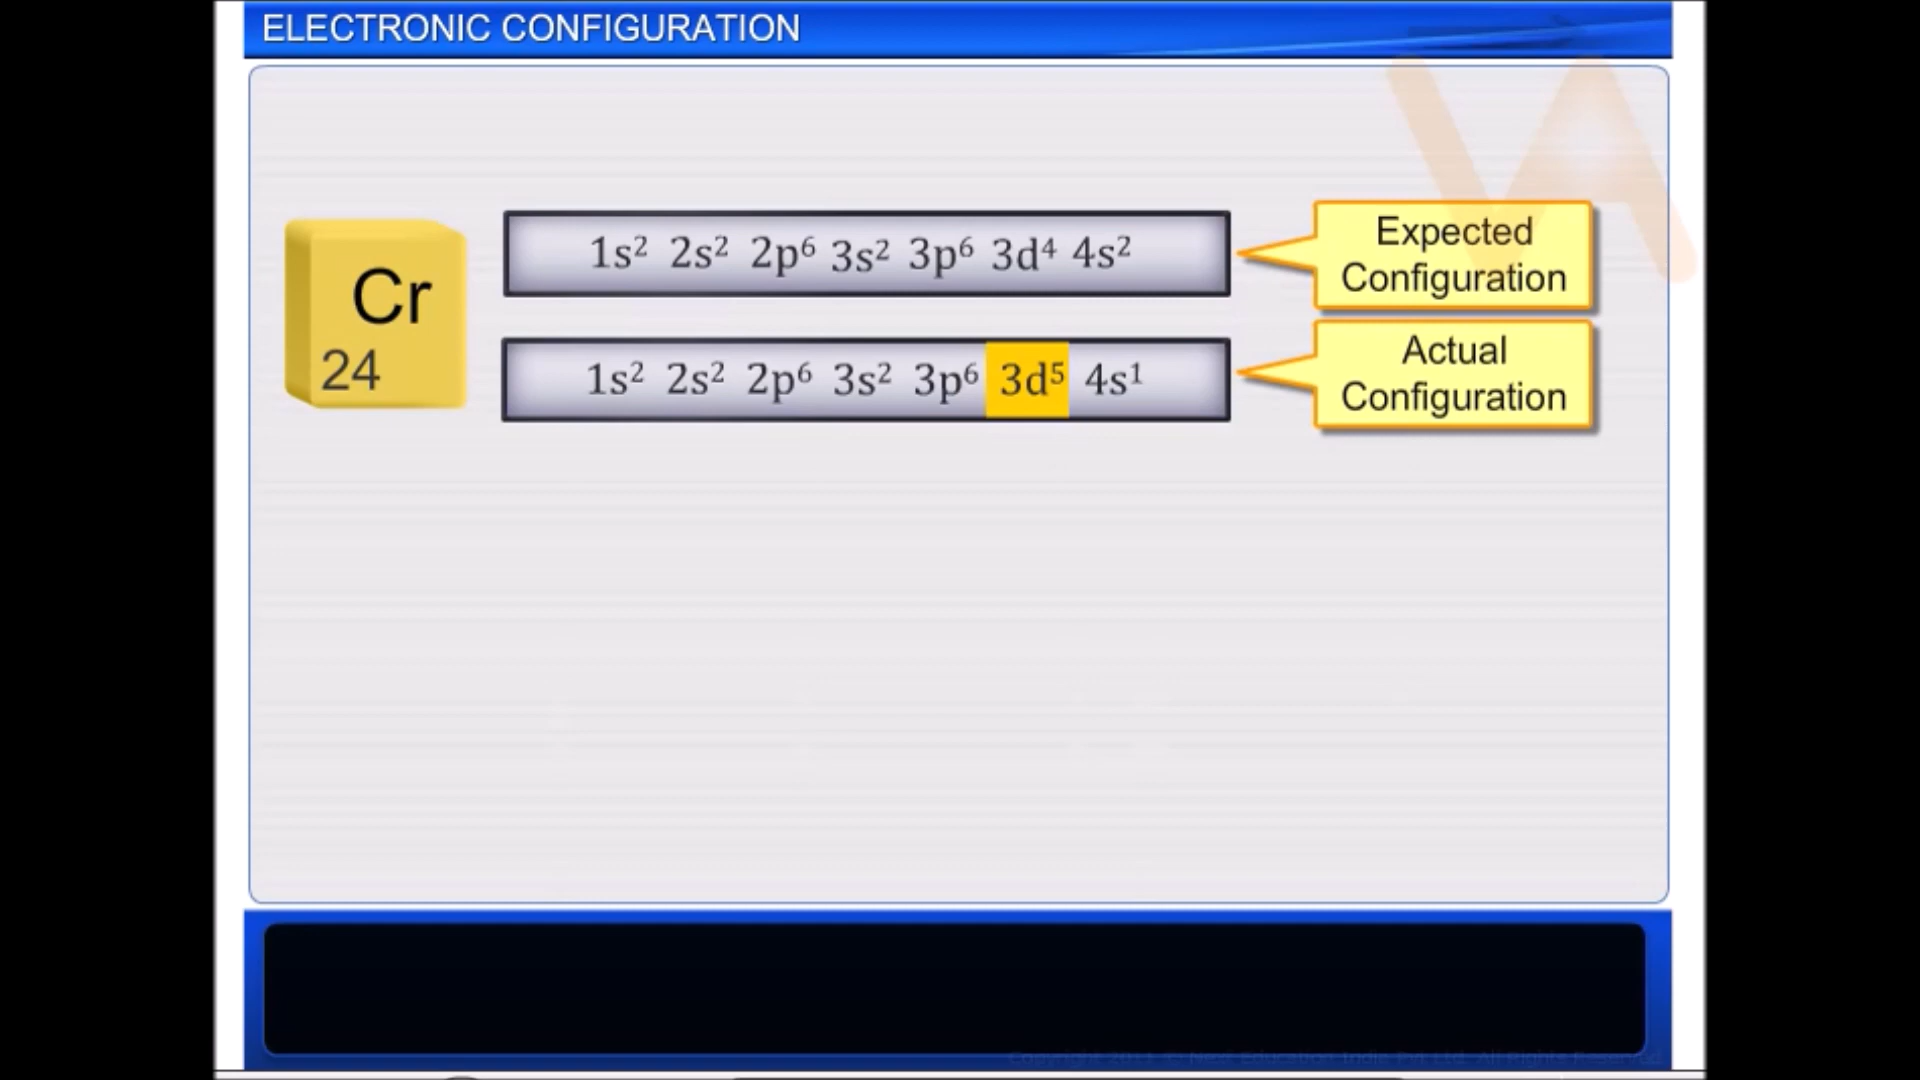 ELECTRONIC CONFIGURATION
Cr
24
1s² 2s² 2p⁶ 3s² 3p⁶ 3d⁴ 4s²
Expected
Configuration
1s² 2s² 2p⁶ 3s² 3p⁶ 3d⁵ 4s¹
Actual
Configuration